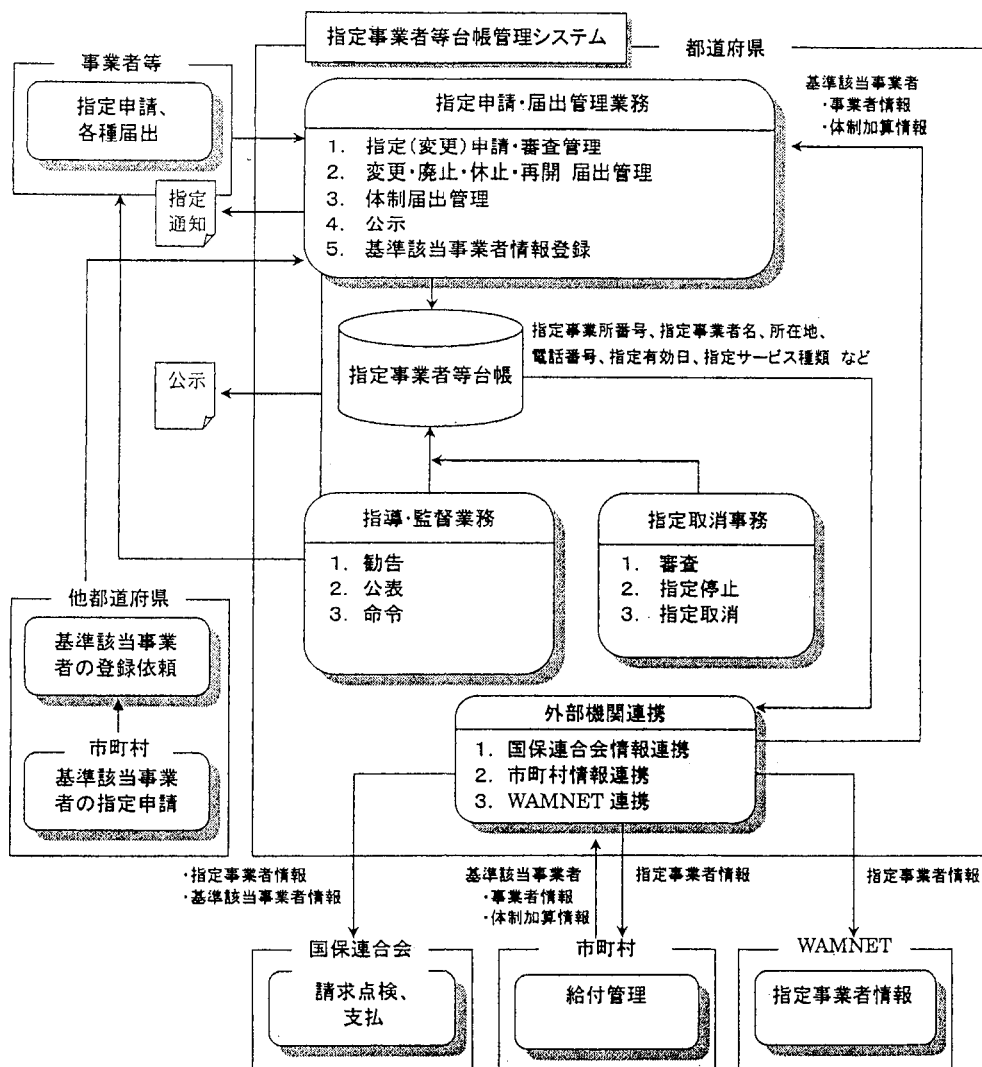 指定事業者等台帳管理システム
都道府県
事業者等
指定申請、
各種届出
指定申請・届出管理業務
1. 指定(変更)申請・審査管理
2. 変更・廃止・休止・再開 届出管理
3. 体制届出管理
4. 公示
5. 基準該当事業者情報登録
基準該当事業者
・事業者情報
・体制加算情報
指定
通知
指定事業者等台帳
指定事業所番号、指定事業者名、所在地、
電話番号、指定有効日、指定サービス種類 など
公示
指導・監督業務
1. 勧告
2. 公表
3. 命令
指定取消事務
1. 審査
2. 指定停止
3. 指定取消
他都道府県
基準該当事業
者の登録依頼
市町村
基準該当事業
者の指定申請
外部機関連携
1. 国保連合会情報連携
2. 市町村情報連携
3. WAMNET 連携
・指定事業者情報
・基準該当事業者情報
基準該当事業者
・事業者情報
・体制加算情報
指定事業者情報
指定事業者情報
国保連合会
請求点検、
支払
市町村
給付管理
WAMNET
指定事業者情報